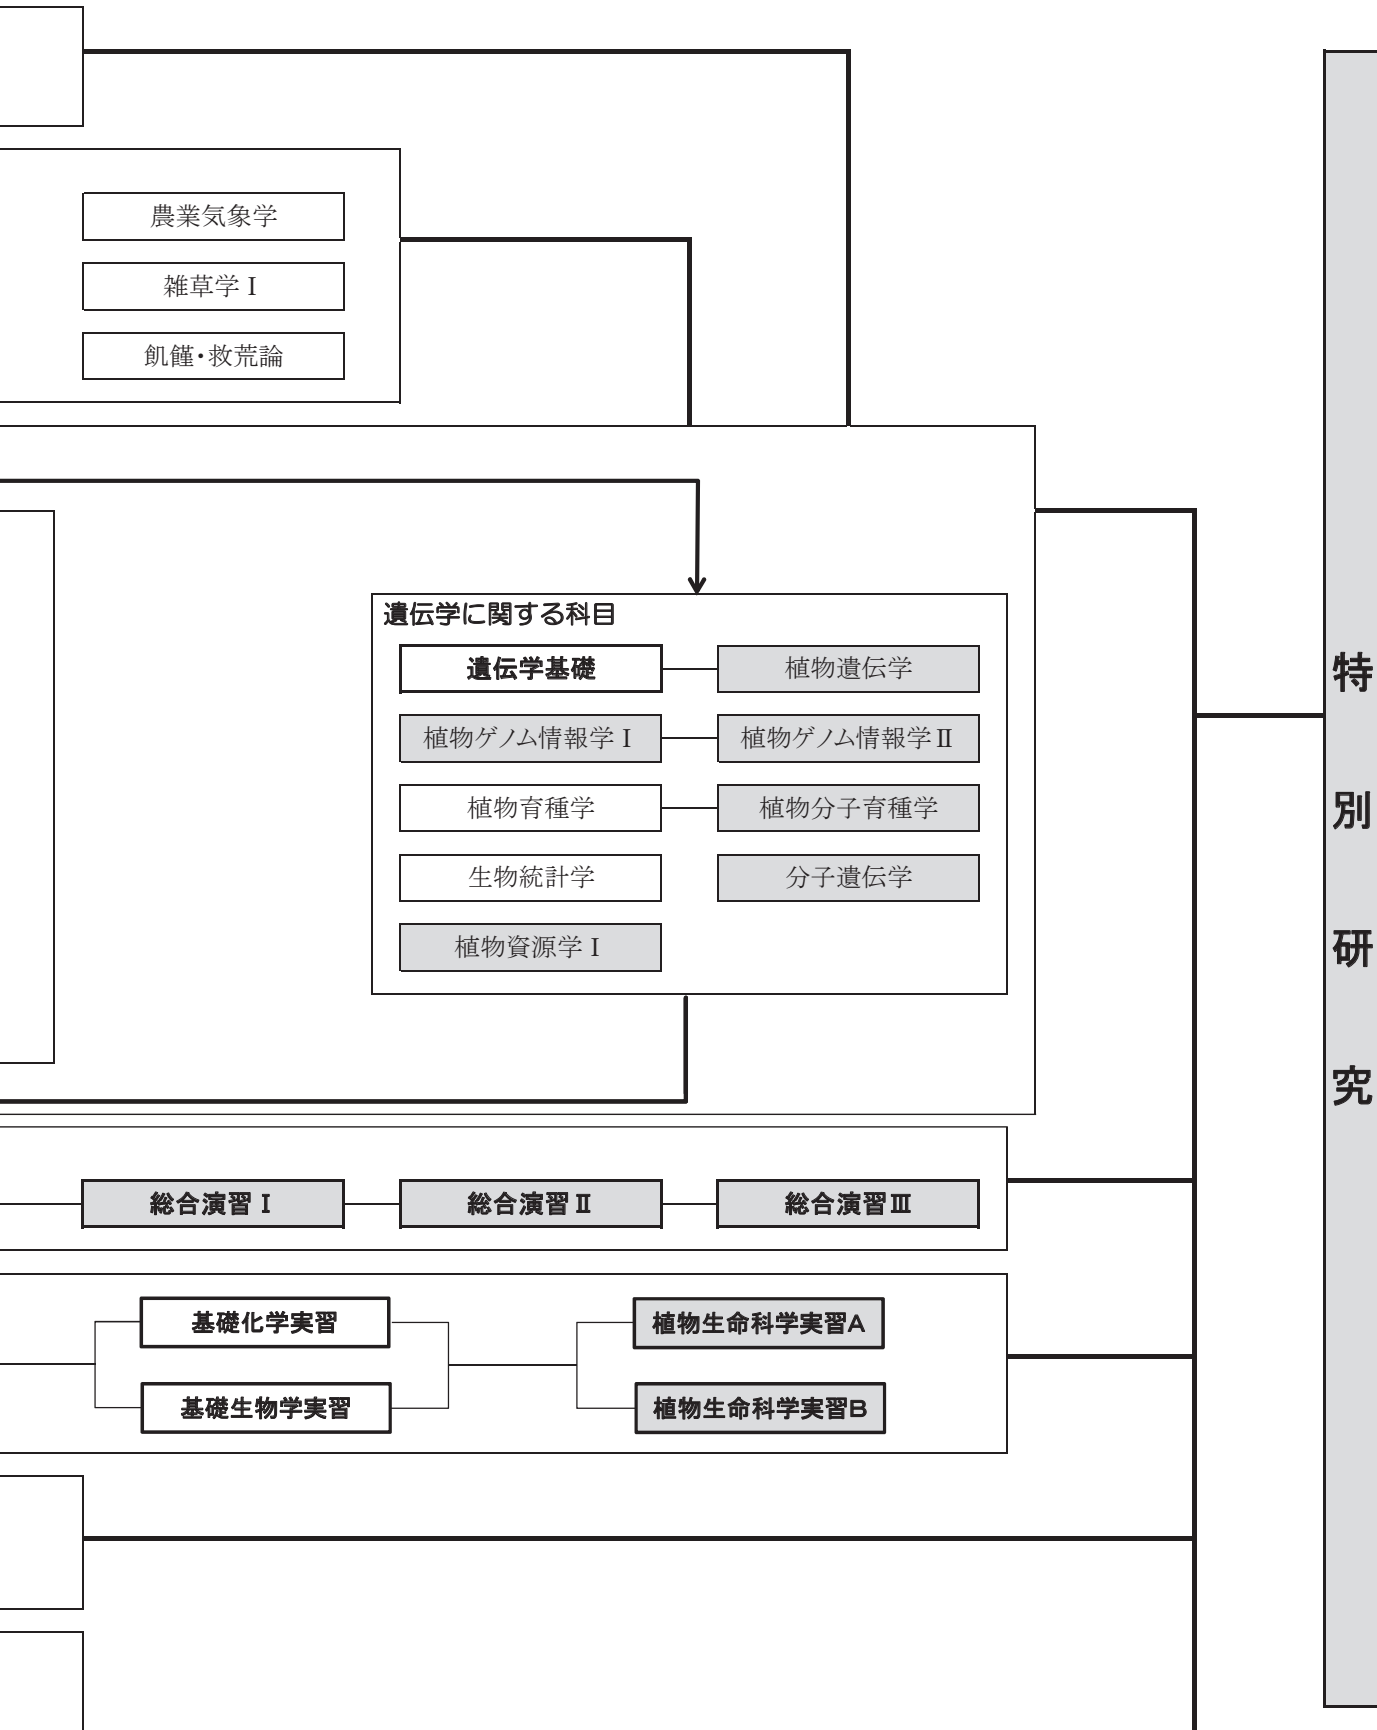 農業気象学
雑草学Ⅰ
飢饉・救荒論
遺伝学に関する科目
遺伝学基礎
植物遺伝学
植物ゲノム情報学Ⅰ
植物ゲノム情報学Ⅱ
植物育種学
植物分子育種学
生物統計学
分子遺伝学
植物資源学Ⅰ
総合演習Ⅰ
総合演習Ⅱ
総合演習Ⅲ
基礎化学実習
植物生命科学実習A
基礎生物学実習
植物生命科学実習B
特別研究